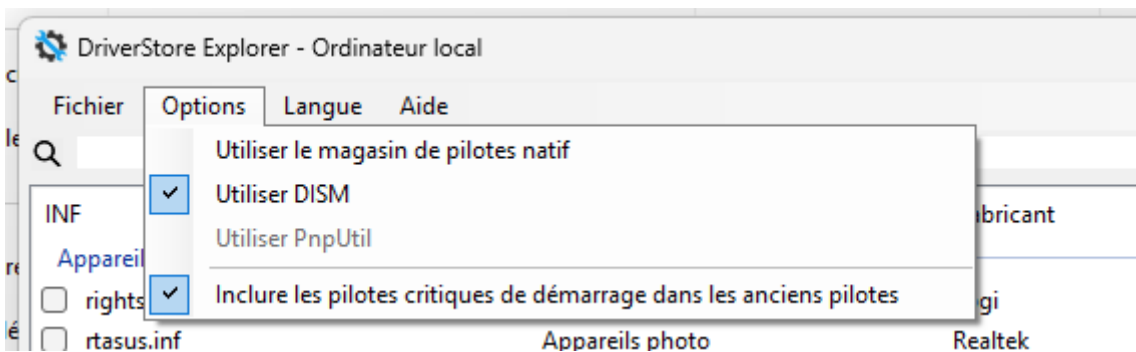 DriverStore Explorer - Ordinateur local
Fichier Options Langue Aide
Utiliser le magasin de pilotes natif
Utiliser DISM
INF
Utiliser PnpUtil
Inclure les pilotes critiques de démarrage dans les anciens pilotes
rtasus.inf Appareils photo Realtek